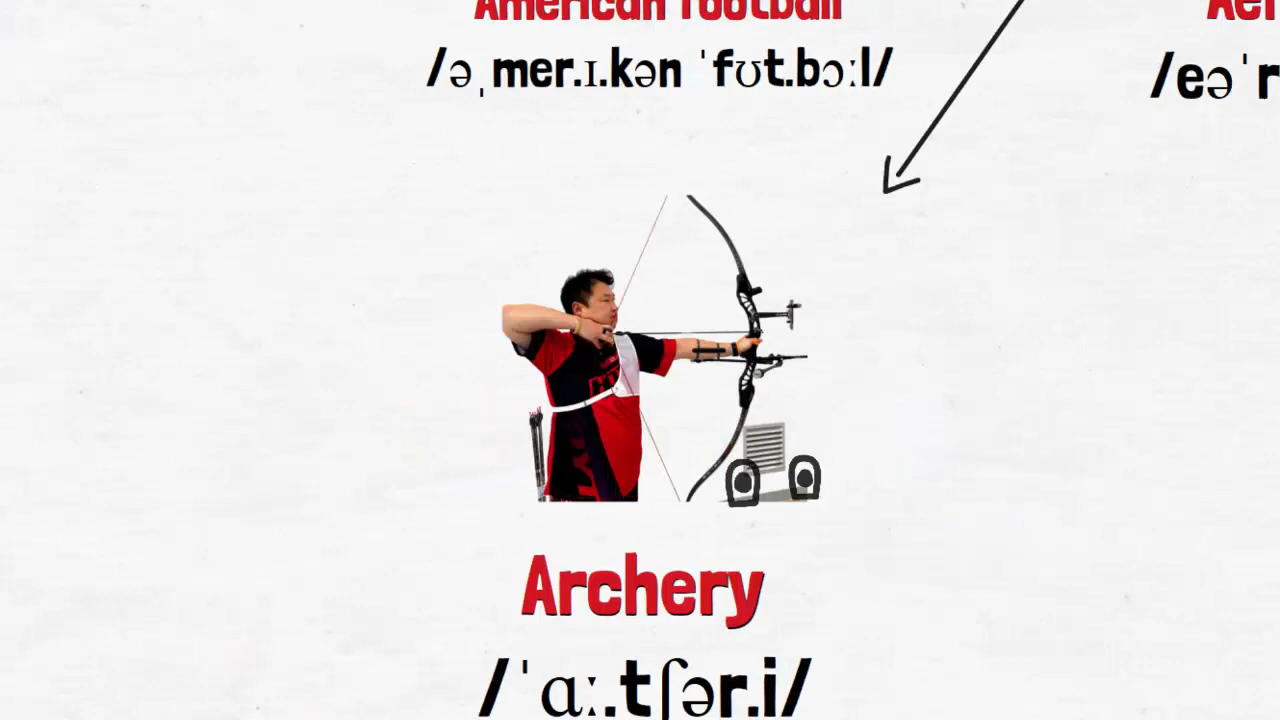 American football
/əˌmer.ɪ.kən ˈfʊt.bɔːl/
/eəˈr
Archery
/ˈɑː.tʃər.i/